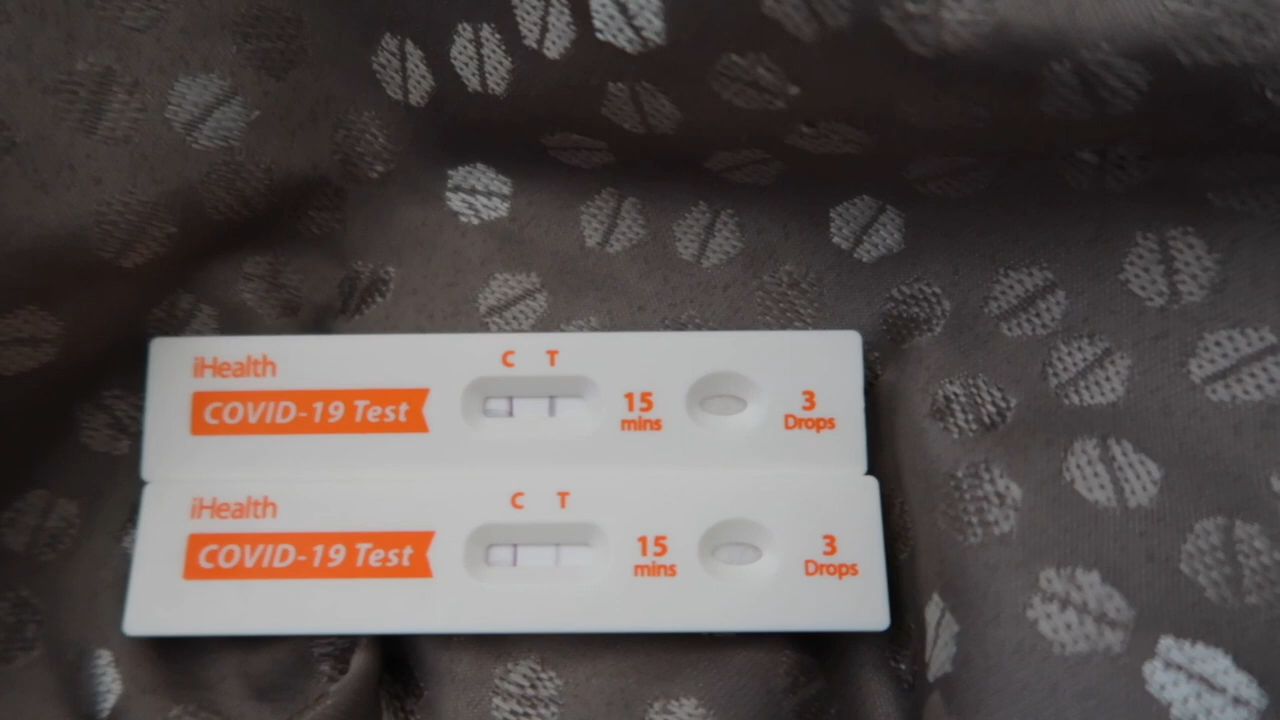 iHealth
COVID-19 Test
C T
15
mins
3
Drops
iHealth
COVID-19 Test
C T
15
mins
3
Drops